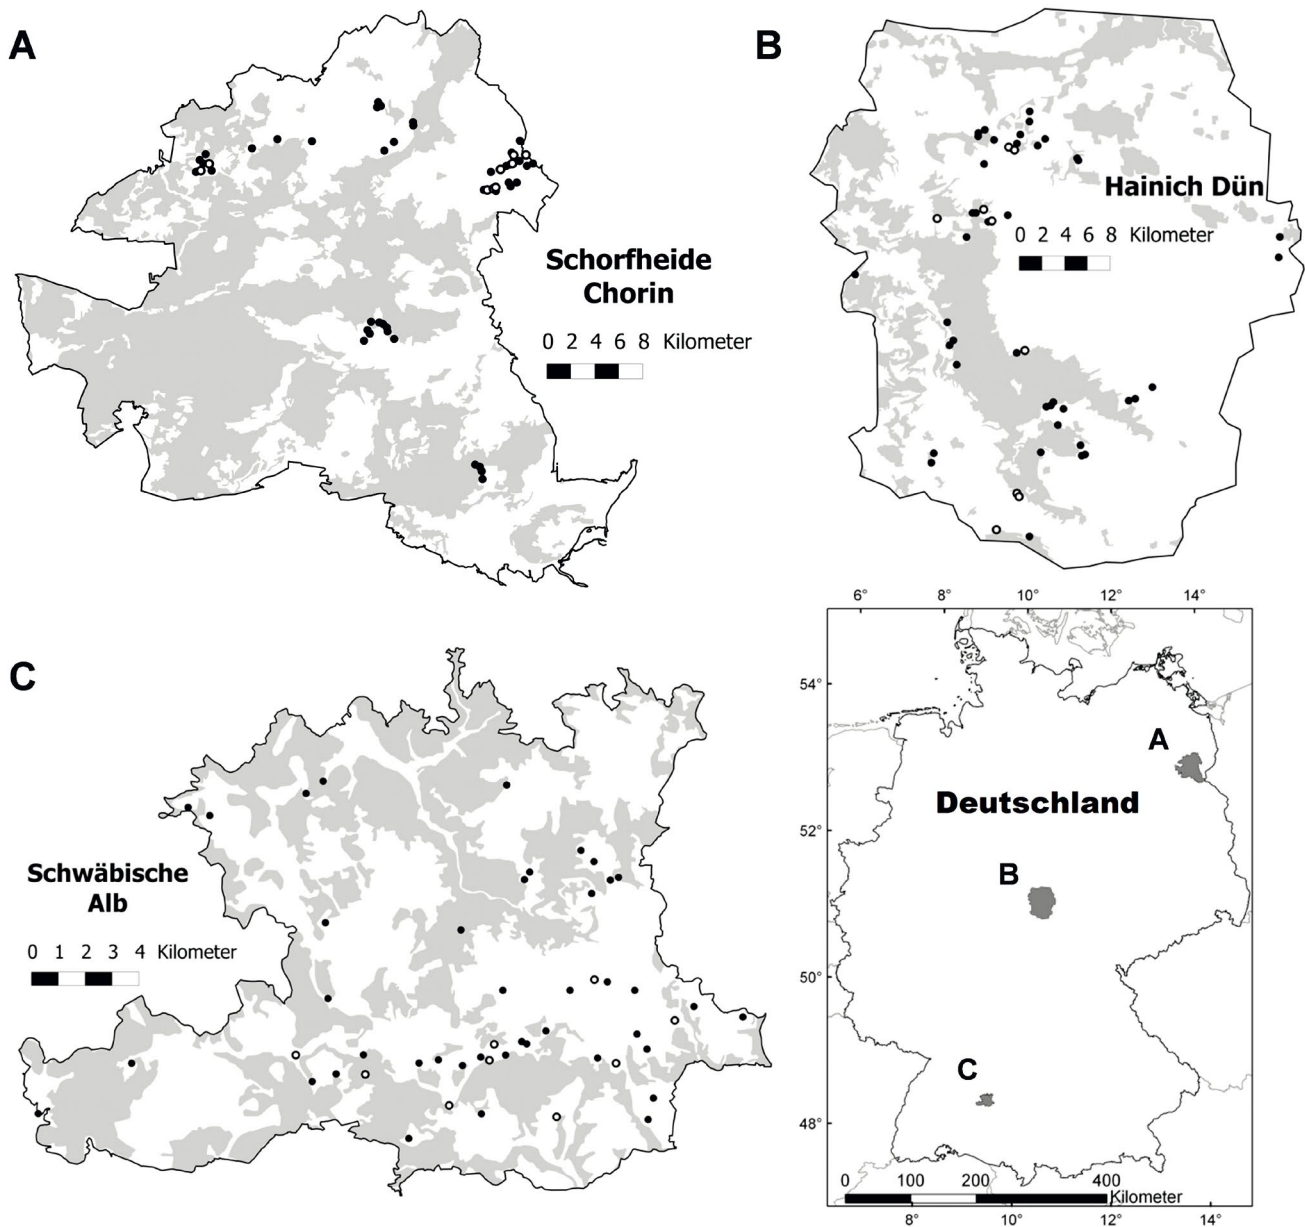 A
Schorfheide
Chorin
0 2 4 6 8 Kilometer
B
Hainich Dün
0 2 4 6 8 Kilometer
C
Schwäbische
Alb
0 1 2 3 4 Kilometer
6° 8° 10° 12° 14°
54°
A
Deutschland
52°
B
50°
C
48°
0 100 200 400
Kilometer
8° 10° 12° 14°